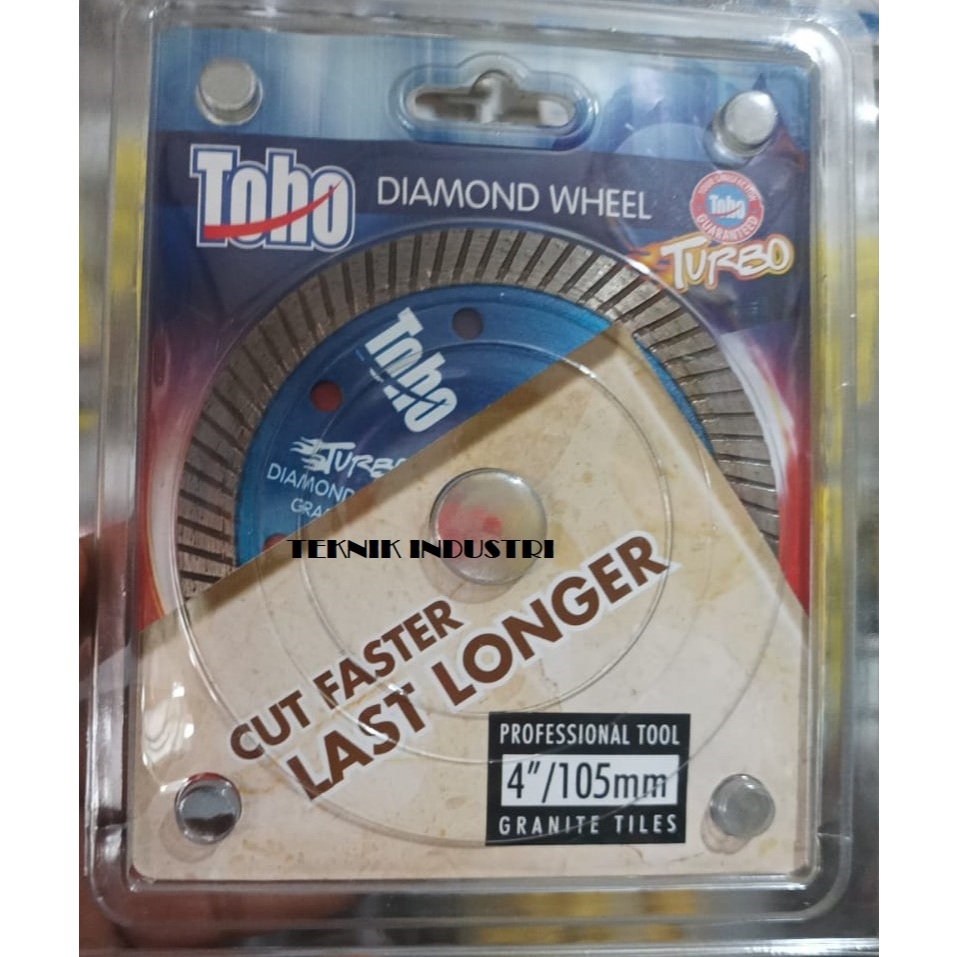 Toho
DIAMOND WHEEL
Toho
GUARANTEED
TURBO
Toho
TURBO
DIAMOND
TEKNIK INDUSTRI
CUT FASTER
LAST LONGER
PROFESSIONAL TOOL
4"/105mm
GRANITE TILES